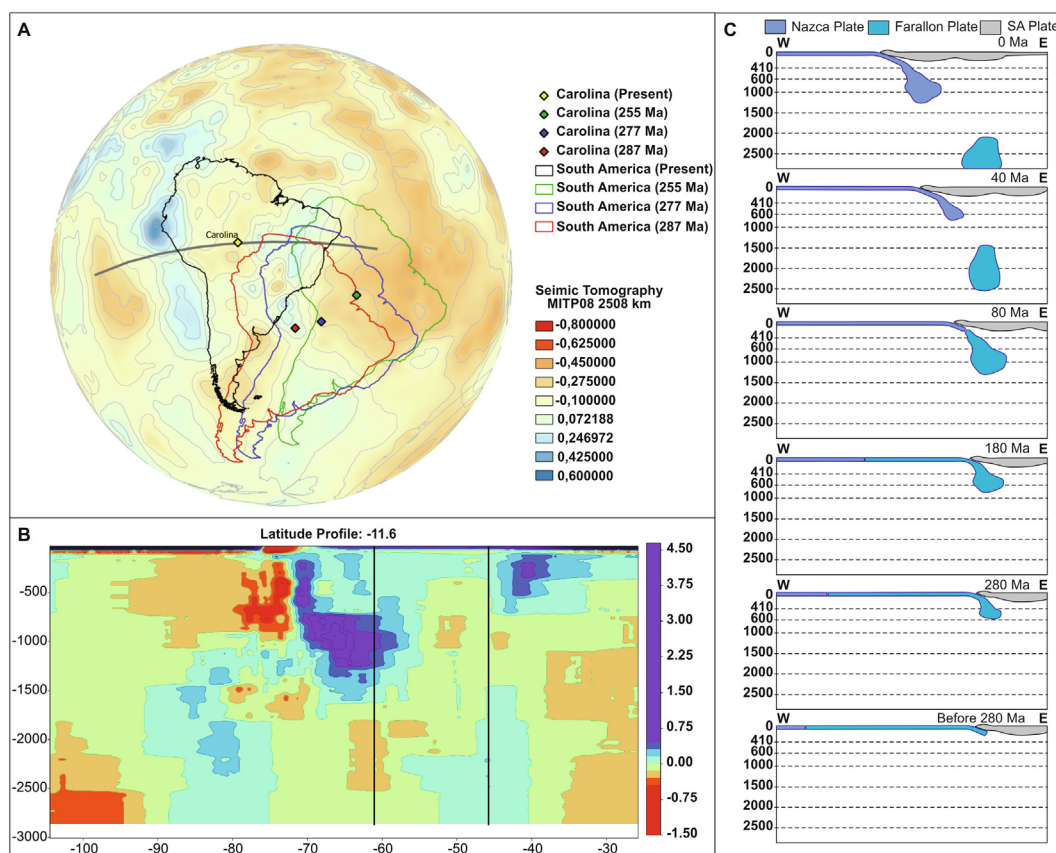 A
Carolina (Present)
Carolina (255 Ma)
Carolina (277 Ma)
Carolina (287 Ma)
South America (Present)
South America (255 Ma)
South America (277 Ma)
South America (287 Ma)
Carolina
Seimic Tomography
MITP08 2508 km
-0,800000
-0,625000
-0,450000
-0,275000
-0,100000
0,072188
0,246972
0,425000
0,600000
B
Latitude Profile: -11.6
-500
-1000
-1500
-2000
-2500
-3000
-100
-90
-80
-70
-60
-50
-40
-30
4.50
3.75
3.00
2.25
1.50
0.75
0.00
-0.75
-1.50
C
Nazca Plate
Farallon Plate
SA Plate
W
0 Ma E
0
410
600
1000
1500
2000
2500
W
40 Ma E
0
410
600
1000
1500
2000
2500
W
80 Ma E
0
410
600
1000
1500
2000
2500
W
180 Ma E
0
410
600
1000
1500
2000
2500
W
280 Ma E
0
410
600
1000
1500
2000
2500
W
Before 280 Ma E
0
410
600
1000
1500
2000
2500